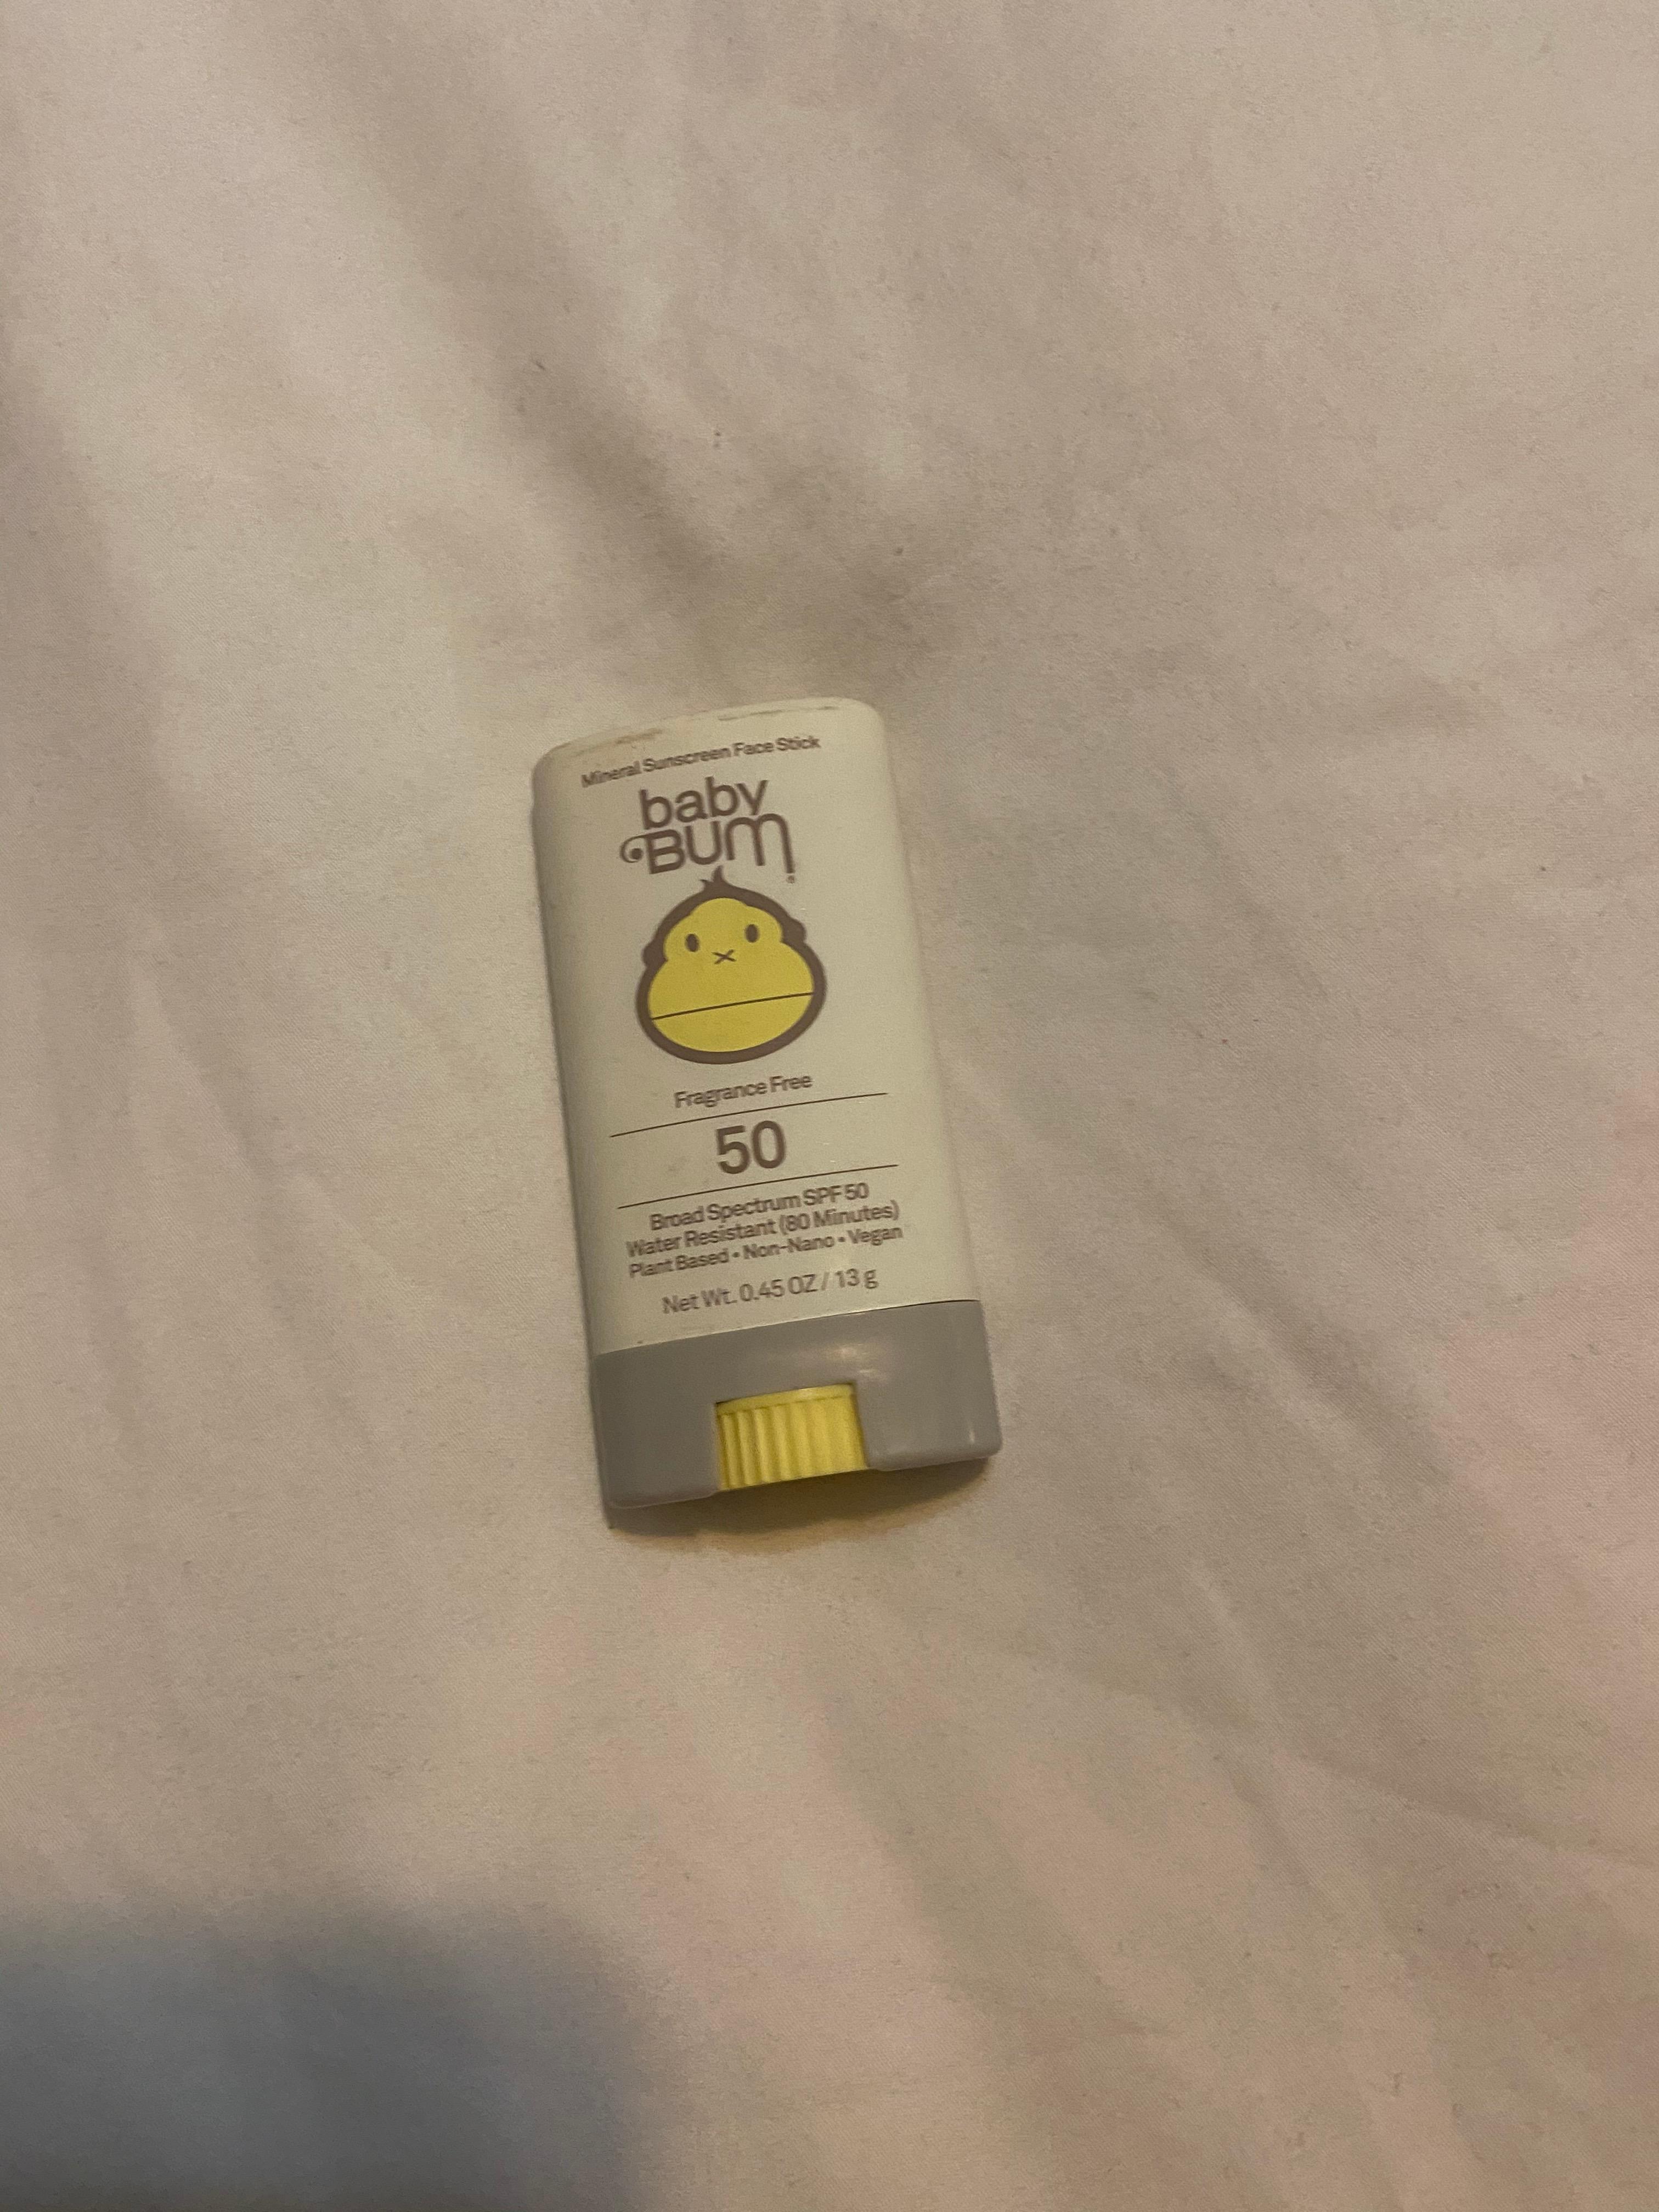 Mineral Sunscreen Face Stick
baby
BUM®
Fragrance Free
50
Broad Spectrum SPF 50
Water Resistant (80 Minutes)
Plant Based • Non-Nano • Vegan
Net Wt. 0.45 OZ / 13 g